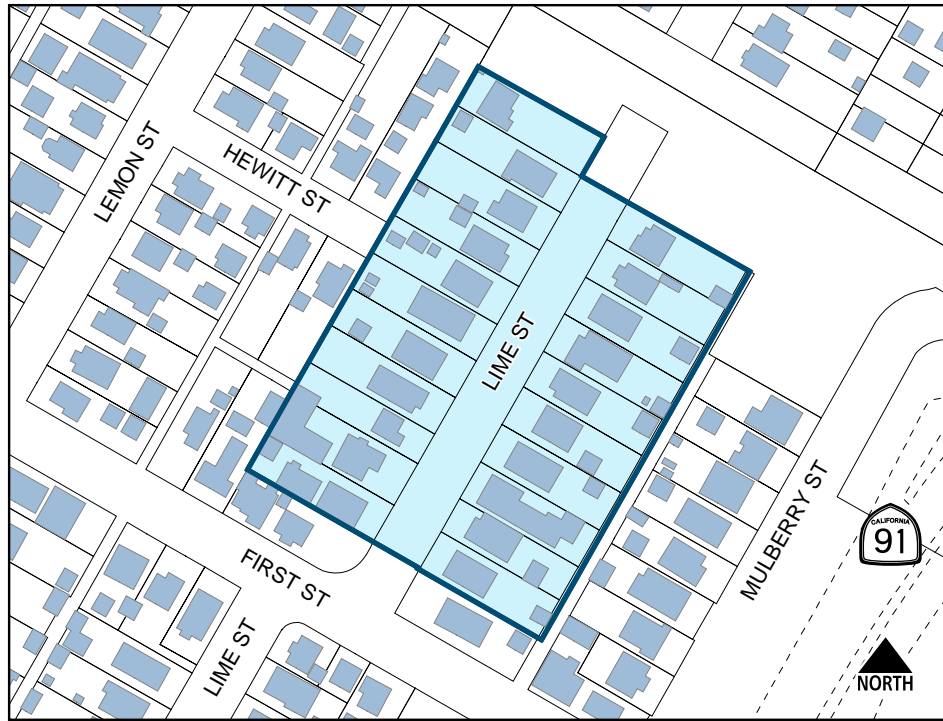 LEMON ST
HEWITT ST
LIME ST
MULBERRY ST
CALIFORNIA
91
FIRST ST
LIME ST
NORTH